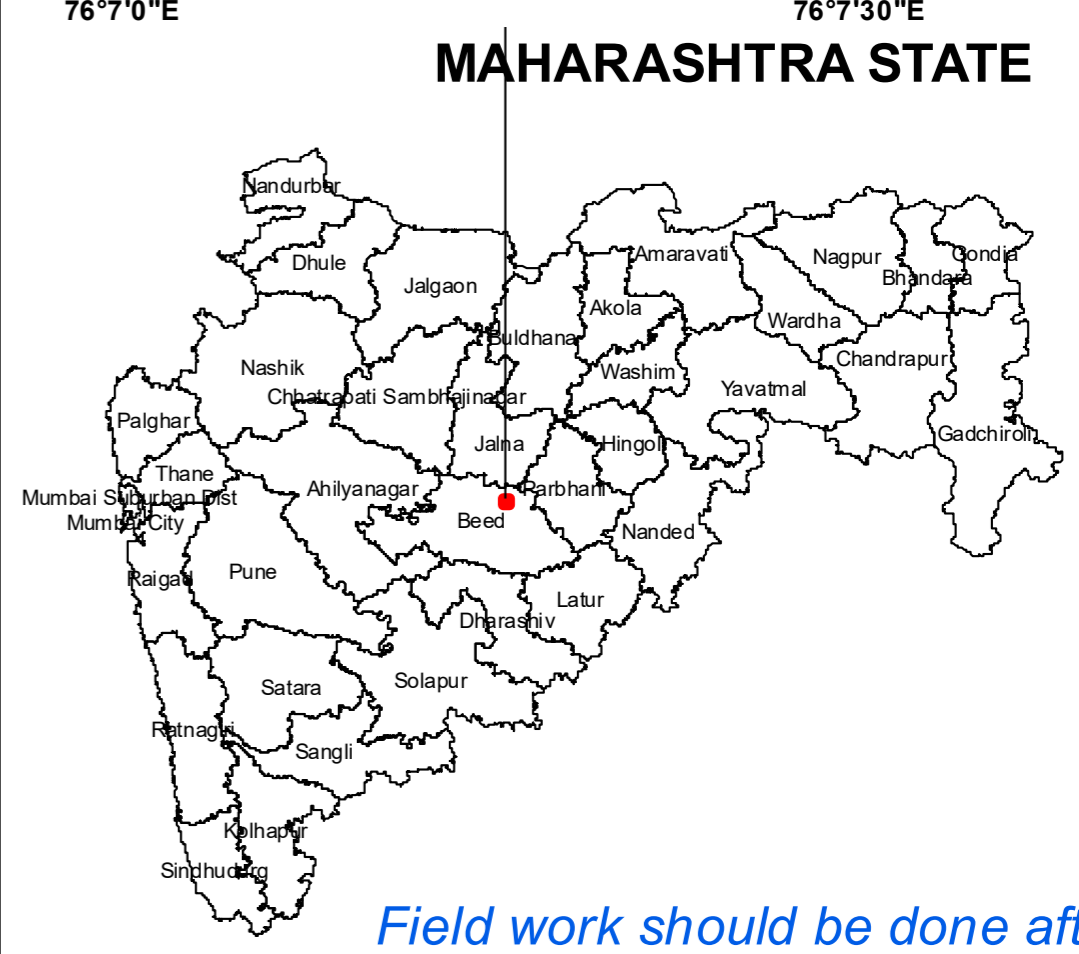 76°7'0"E
76°7'30"E
MAHARASHTRA STATE
Nandurbar
Dhule
Jalgaon
Amaravati
Nagpur
Gondia
Bhandara
Akola
Wardha
Buldhana
Nashik
Washim
Chandrapur
Yavatmal
Chhatrapati Sambhajinagar
Palghar
Jalna
Hingoli
Gadchiroli
Thane
Ahilyanagar
Parbhani
Mumbai Suburban Dist
Mumbai City
Beed
Nanded
Raigad
Pune
Latur
Dharashiv
Satara
Solapur
Ratnagiri
Sangli
Kolhapur
Sindhudurg
Field work should be done aft